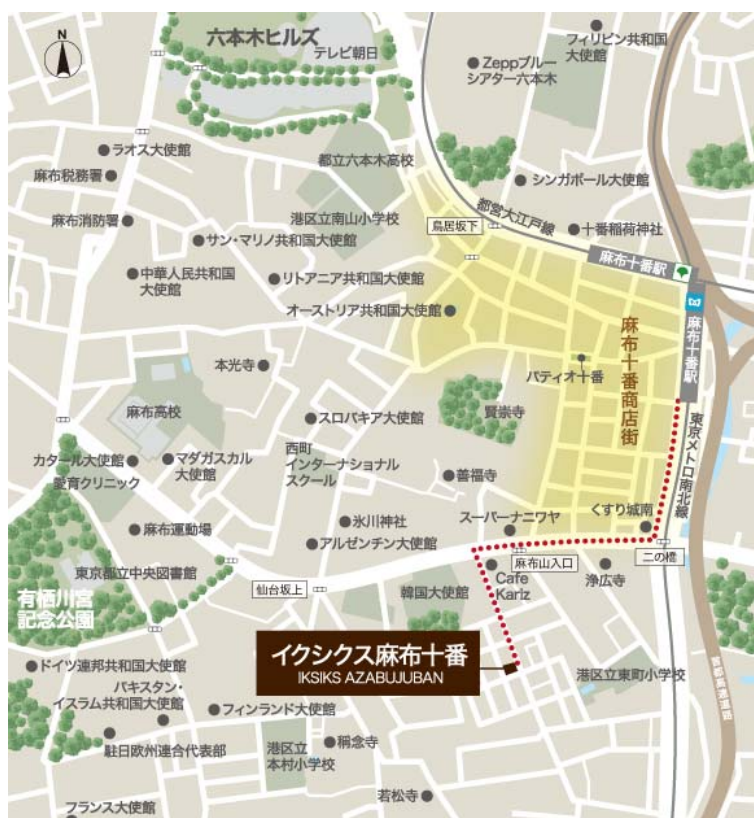 N
六本木ヒルズ
テレビ朝日
フィリピン共和国
大使館
Zeppブルー
シアター六本木
ラオス大使館
麻布税務署
都立六本木高校
シンガポール大使館
麻布消防署
港区立南山小学校
鳥居坂下
都営大江戸線
十番稲荷神社
サン・マリノ共和国大使館
麻布十番駅
中華人民共和国
大使館
リトアニア共和国大使館
オーストリア共和国大使館
麻布十番駅
麻布十番商店街
本光寺
パティオ十番
麻布高校
賢崇寺
スロバキア大使館
東京メトロ南北線
カタール大使館
愛育クリニック
マダガスカル
大使館
西町
インターナショナル
スクール
善福寺
麻布運動場
氷川神社
スーパーナニワヤ
くすり城南
アルゼンチン大使館
麻布山入口
二の橋
東京都立中央図書館
仙台坂上
韓国大使館
Cafe
Kariz
浄広寺
有栖川宮
記念公園
イクシクス麻布十番
IKSIKS AZABUJUBAN
ドイツ連邦共和国大使館
港区立東町小学校
首都高速道路
パキスタン・
イスラム共和国大使館
フィンランド大使館
駐日欧州連合代表部
港区立
本村小学校
稱念寺
若松寺
フランス大使館